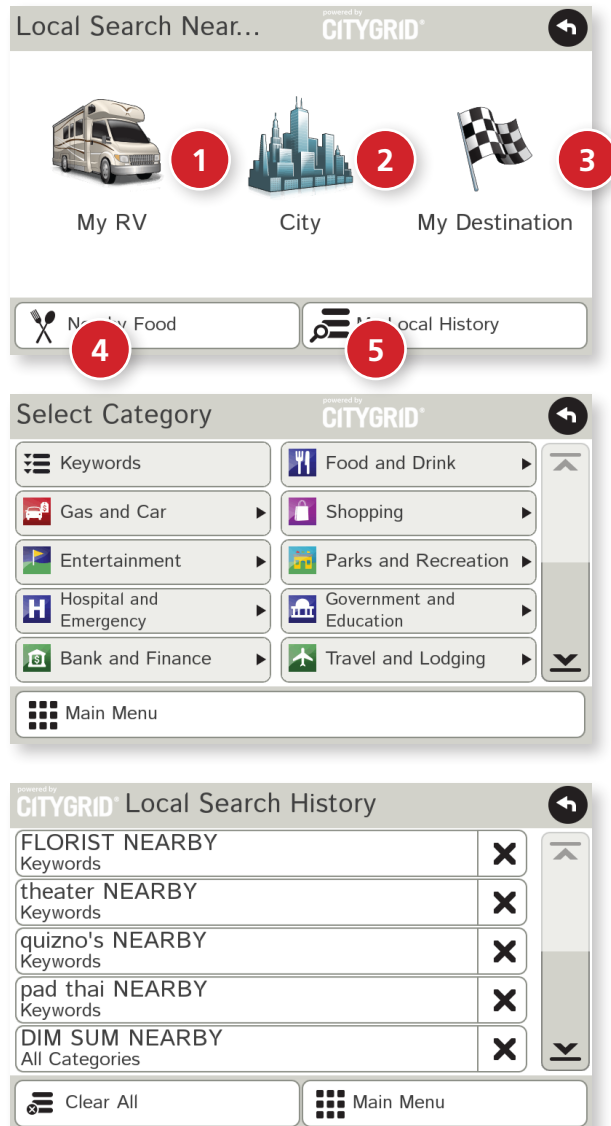 Local Search Near...
powered by
CITYGRID®
1
2
3
My RV
City
My Destination
Nearby Food
My Local History
4
5
Select Category
powered by
CITYGRID®
Keywords
Food and Drink
Gas and Car
Shopping
Entertainment
Parks and Recreation
Hospital and
Emergency
Government and
Education
Bank and Finance
Travel and Lodging
Main Menu
powered by
CITYGRID® Local Search History
FLORIST NEARBY
Keywords
theater NEARBY
Keywords
quizno's NEARBY
Keywords
pad thai NEARBY
Keywords
DIM SUM NEARBY
All Categories
Clear All
Main Menu